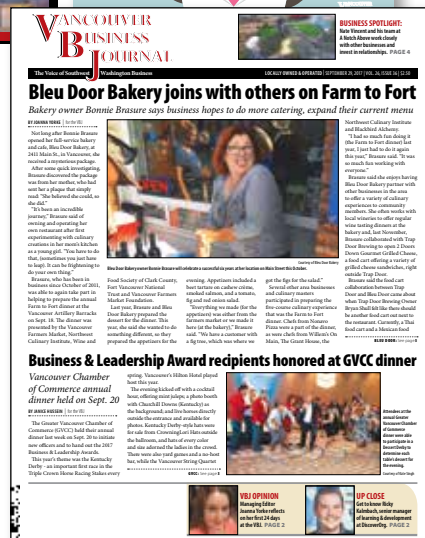 VANCOUVER
BUSINESS
JOURNAL
BUSINESS SPOTLIGHT:
Nate Vincent and his team at
A Notch Above work closely
with other businesses and
invest in relationships. PAGE 4
The Voice of Southwest Washington Business
LOCALLY OWNED & OPERATED | SEPTEMBER 29, 2017 | VOL. 26, ISSUE 36 | $2.50
Bleu Door Bakery joins with others on Farm to Fort
Bakery owner Bonnie Brasure says business hopes to do more catering, expand their current menu
BY JOANNA YORKE | for the VBJ
Not long after Bonnie Brasure
opened her full-service bakery
and cafe, Bleu Door Bakery, at
2411 Main St., in Vancouver, she
received a mysterious package.
After some quick investigating,
Brasure discovered the package
was from her mother, who had
sent her a plaque that simply
read: "She believed she could, so
she did."
"It's been an incredible
journey," Brasure said of
owning and operating her
own restaurant after first
experimenting with culinary
creations in her mom's kitchen
as a young girl. "You have to do
that, (sometimes you just have
to leap). It can be frightening to
do your own thing."
Brasure, who has been in
business since October 2011,
was able to again take part in
helping to prepare the annual
Farm to Fort dinner at the
Vancouver Artillery Barracks
on Sept. 18. The dinner was
presented by the Vancouver
Farmers Market, Northwest
Culinary Institute, Wine and
Courtesy of Bleu Door Bakery
Bleu Door Bakery owner Bonnie Brasure will celebrate a successful six years at her location on Main Street this October.
Food Society of Clark County,
Fort Vancouver National
Trust and Vancouver Farmers
Market Foundation.
Last year, Brasure and Bleu
Door Bakery prepared the
dessert for the dinner. This
year, she said the wanted to do
something different, so they
prepared the appetizers for the
evening. Appetizers included a
beet tartare on cashew crème,
smoked salmon, and a tomato,
fig and red onion salad.
"Everything we made (for the
appetizers) was either from the
farmers market or we made it
here (at the bakery)," Brasure
said. "We have a customer with
a fig tree, which was where we
got the figs for the salad."
Several other area businesses
and culinary masters
participated in preparing the
five-course culinary experience
that was the Farm to Fort
dinner. Chefs from Nonavo
Pizza were a part of the dinner,
as were chefs from Willem's On
Main, The Grant House, the
Northwest Culinary Institute
and Blackbird Alchemy.
"I had so much fun doing it
(the Farm to Fort dinner) last
year, I just had to do it again
this year," Brasure said. "It was
so much fun working with
everyone."
Brasure said she enjoys having
Bleu Door Bakery partner with
other businesses in the area
to offer a variety of culinary
experiences to community
members. She often works with
local wineries to offer regular
wine tasting dinners at the
bakery and, last November,
Brasure collaborated with Trap
Door Brewing to open 2 Doors
Down Gourmet Grilled Cheese,
a food cart offering a variety of
grilled cheese sandwiches, right
outside Trap Door.
Brasure said the food cart
collaboration between Trap
Door and Bleu Door came about
when Trap Door Brewing Owner
Bryan Shull felt like there should
be another food cart out next to
the restaurant. Currently, a Thai
food cart and a Mexican food
Business & Leadership Award recipients honored at GVCC dinner
Vancouver Chamber
of Commerce annual
dinner held on Sept. 20
BY JANICE HUSSEIN | for the VBJ
The Greater Vancouver Chamber of
Commerce (GVCC) held their annual
dinner last week on Sept. 20 to initiate
new officers and to hand out the 2017
Business & Leadership Awards.
This year's theme was the Kentucky
Derby - an important first race in the
Triple Crown Horse Racing Stakes every
spring. Vancouver's Hilton Hotel played
host this year.
The evening kicked off with a cocktail
hour, offering mint juleps; a photo booth
with Churchill Downs (Kentucky) as
the background; and live horses directly
outside the entrance and available for
photos. Kentucky Derby-style hats were
for sale from Crowning Lori Hats outside
the ballroom, and hats of every color
and size adorned the ladies in the crowd.
There were also yard games and a no-host
bar, while the Vancouver String Quartet
Attendees at the
annual Greater
Vancouver Chamber
of Commerce
dinner were able
to participate in a
Dessert Derby to
determine each
table's dessert for
the evening.
VBJ OPINION
Managing Editor
Joanna Yorke reflects
on her first 24 days
at the VBJ. PAGE 2
UP CLOSE
Get to know Ricky
Kalmbach, senior manager
of learning & development
at DiscoverOrg. PAGE 2